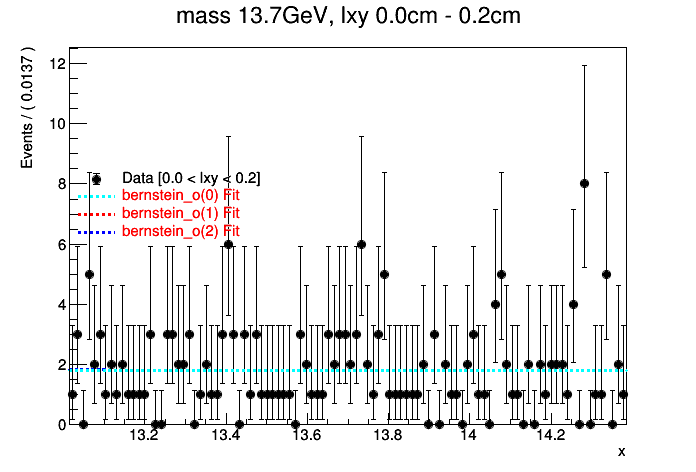 mass 13.7GeV, lxy 0.0cm - 0.2cm
Events / ( 0.0137 )
12
10
8
6
4
2
0
Data [0.0 < lxy < 0.2]
bernstein_o(0) Fit
bernstein_o(1) Fit
bernstein_o(2) Fit
13.2 13.4 13.6 13.8 14 14.2
x